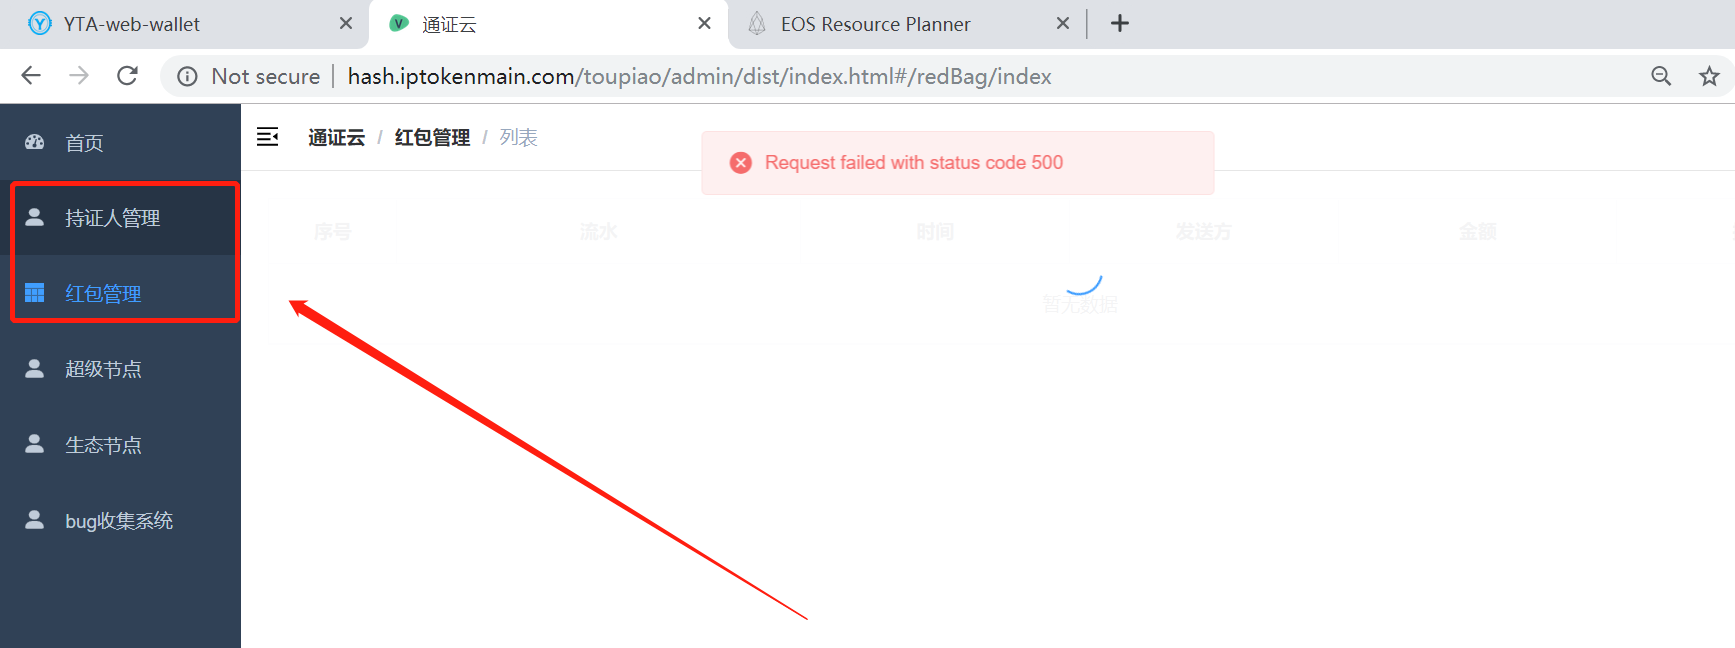 YTA-web-wallet
通证云
EOS Resource Planner
Not secure
hash.iptokenmain.com/toupiao/admin/dist/index.html#/redBag/index
首页
持证人管理
红包管理
超级节点
生态节点
bug收集系统
通证云 / 红包管理 / 列表
Request failed with status code 500
序号 流水 时间 发送方 金额
暂无数据